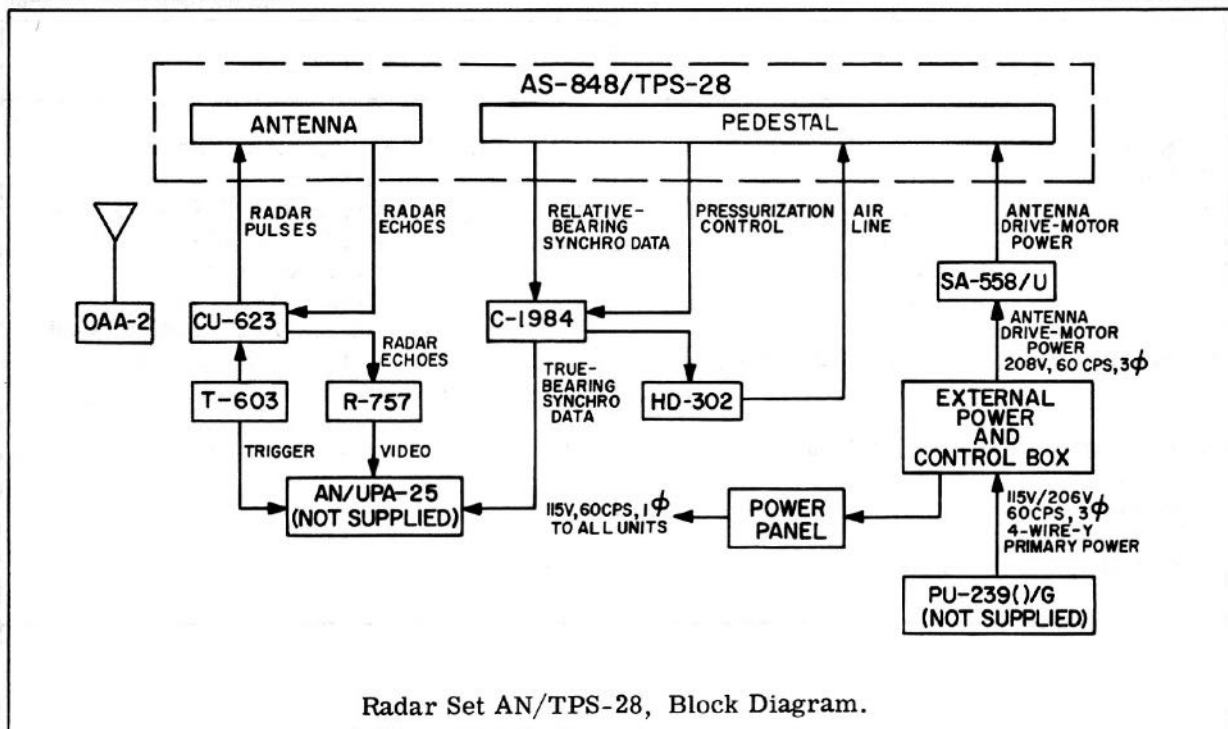 AS-848/TPS-28
ANTENNA
PEDESTAL
RADAR
PULSES
RADAR
ECHOES
RELATIVE-
BEARING
SYNCHRO DATA
PRESSURIZATION
CONTROL
AIR
LINE
ANTENNA
DRIVE-MOTOR
POWER
SA-558/U
OAA-2
CU-623
C-1984
RADAR
ECHOES
ANTENNA
DRIVE-MOTOR
POWER
208V, 60 CPS, 3ϕ
T-603
R-757
TRUE-
BEARING
SYNCHRO
DATA
HD-302
EXTERNAL
POWER
AND
CONTROL BOX
TRIGGER
VIDEO
AN/UPA-25
(NOT SUPPLIED)
115V, 60CPS, 1ϕ
TO ALL UNITS
POWER
PANEL
115V/206V
60CPS, 3ϕ
4-WIRE-Y
PRIMARY POWER
PU-239()/G
(NOT SUPPLIED)
Radar Set AN/TPS-28, Block Diagram.